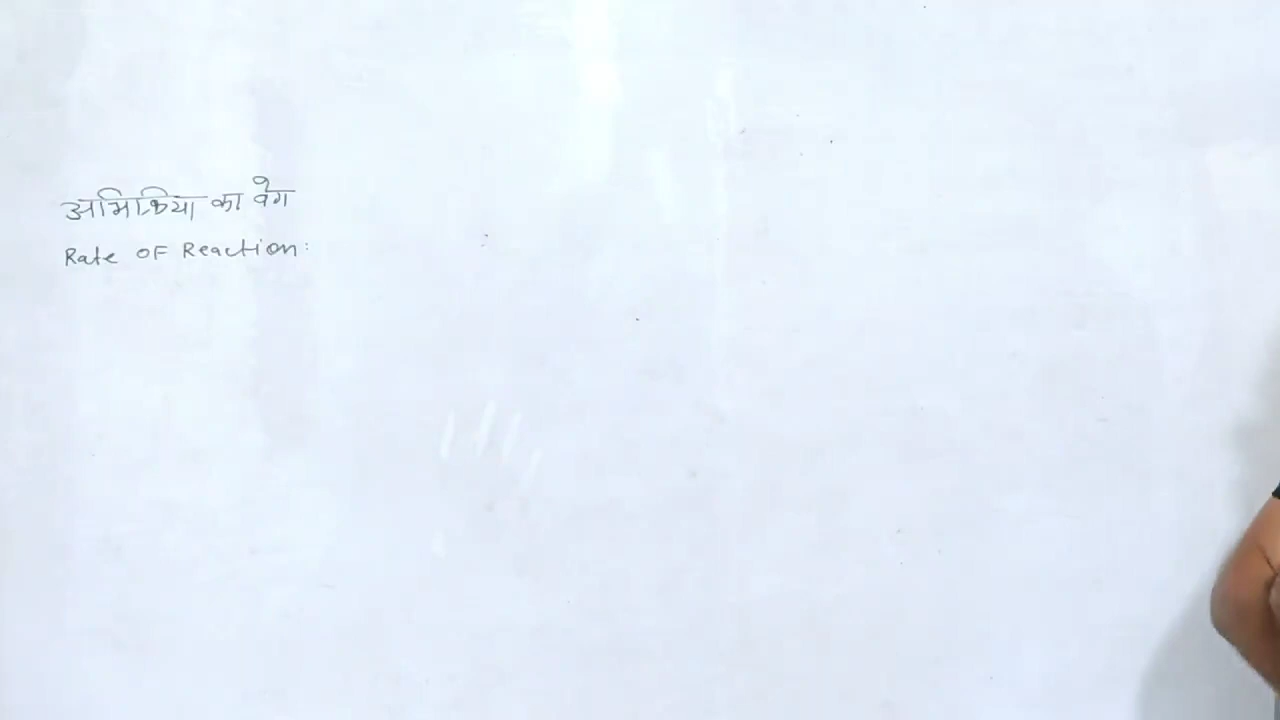 अभिक्रिया का वेग
Rate OF Reaction: